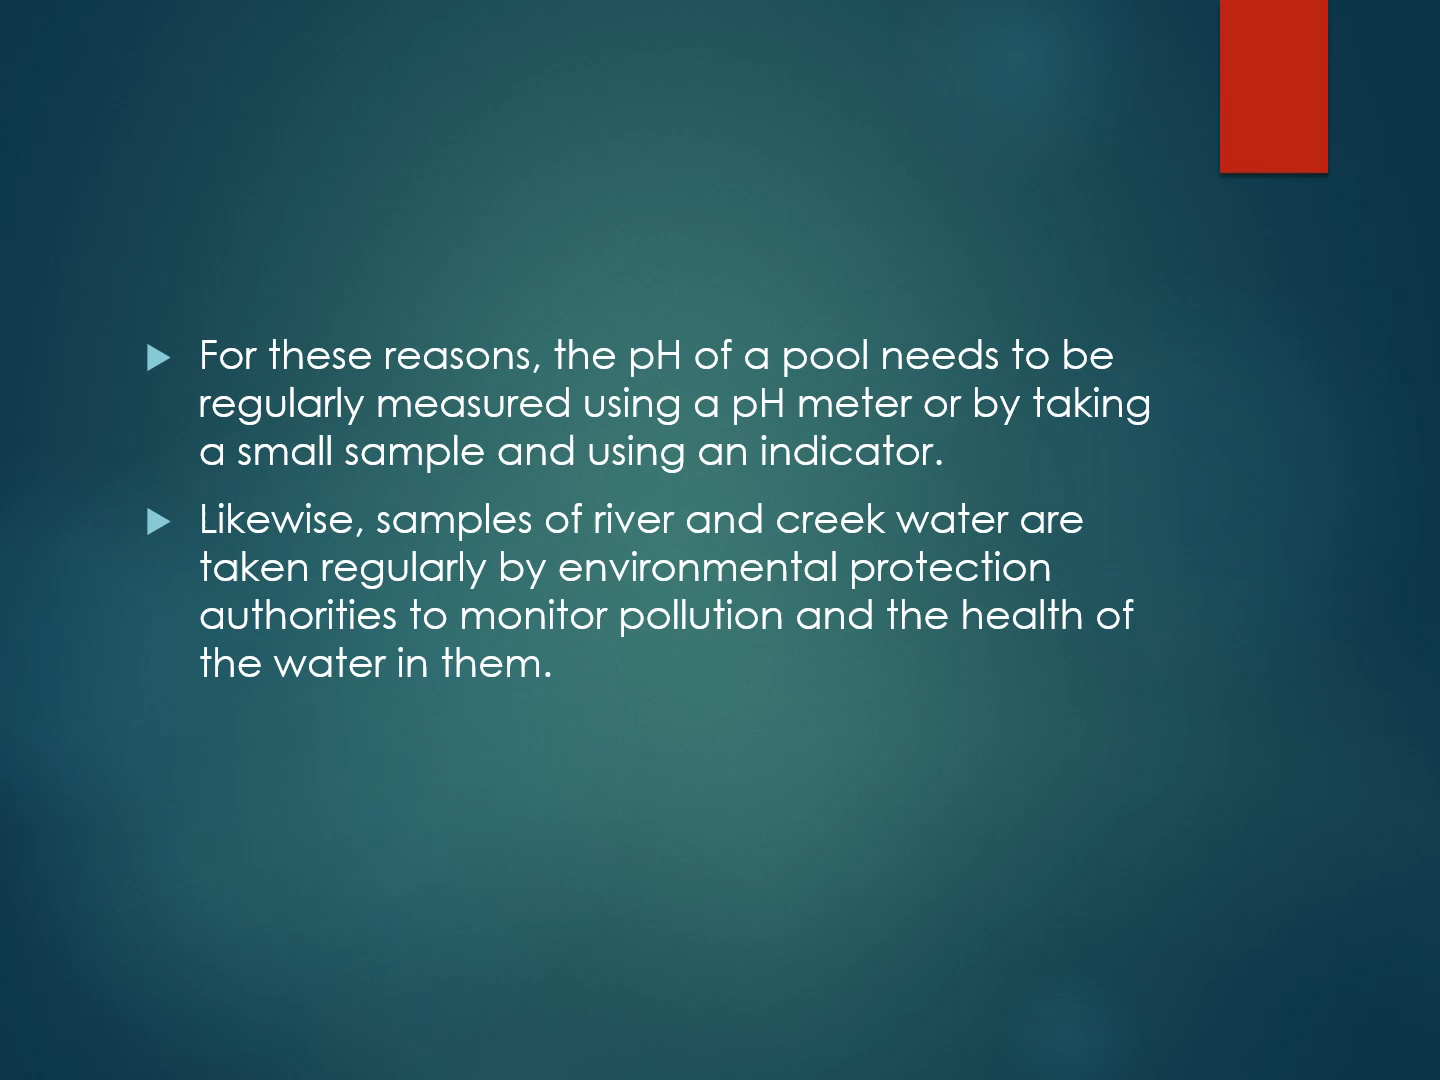 For these reasons, the pH of a pool needs to be
regularly measured using a pH meter or by taking
a small sample and using an indicator.
Likewise, samples of river and creek water are
taken regularly by environmental protection
authorities to monitor pollution and the health of
the water in them.